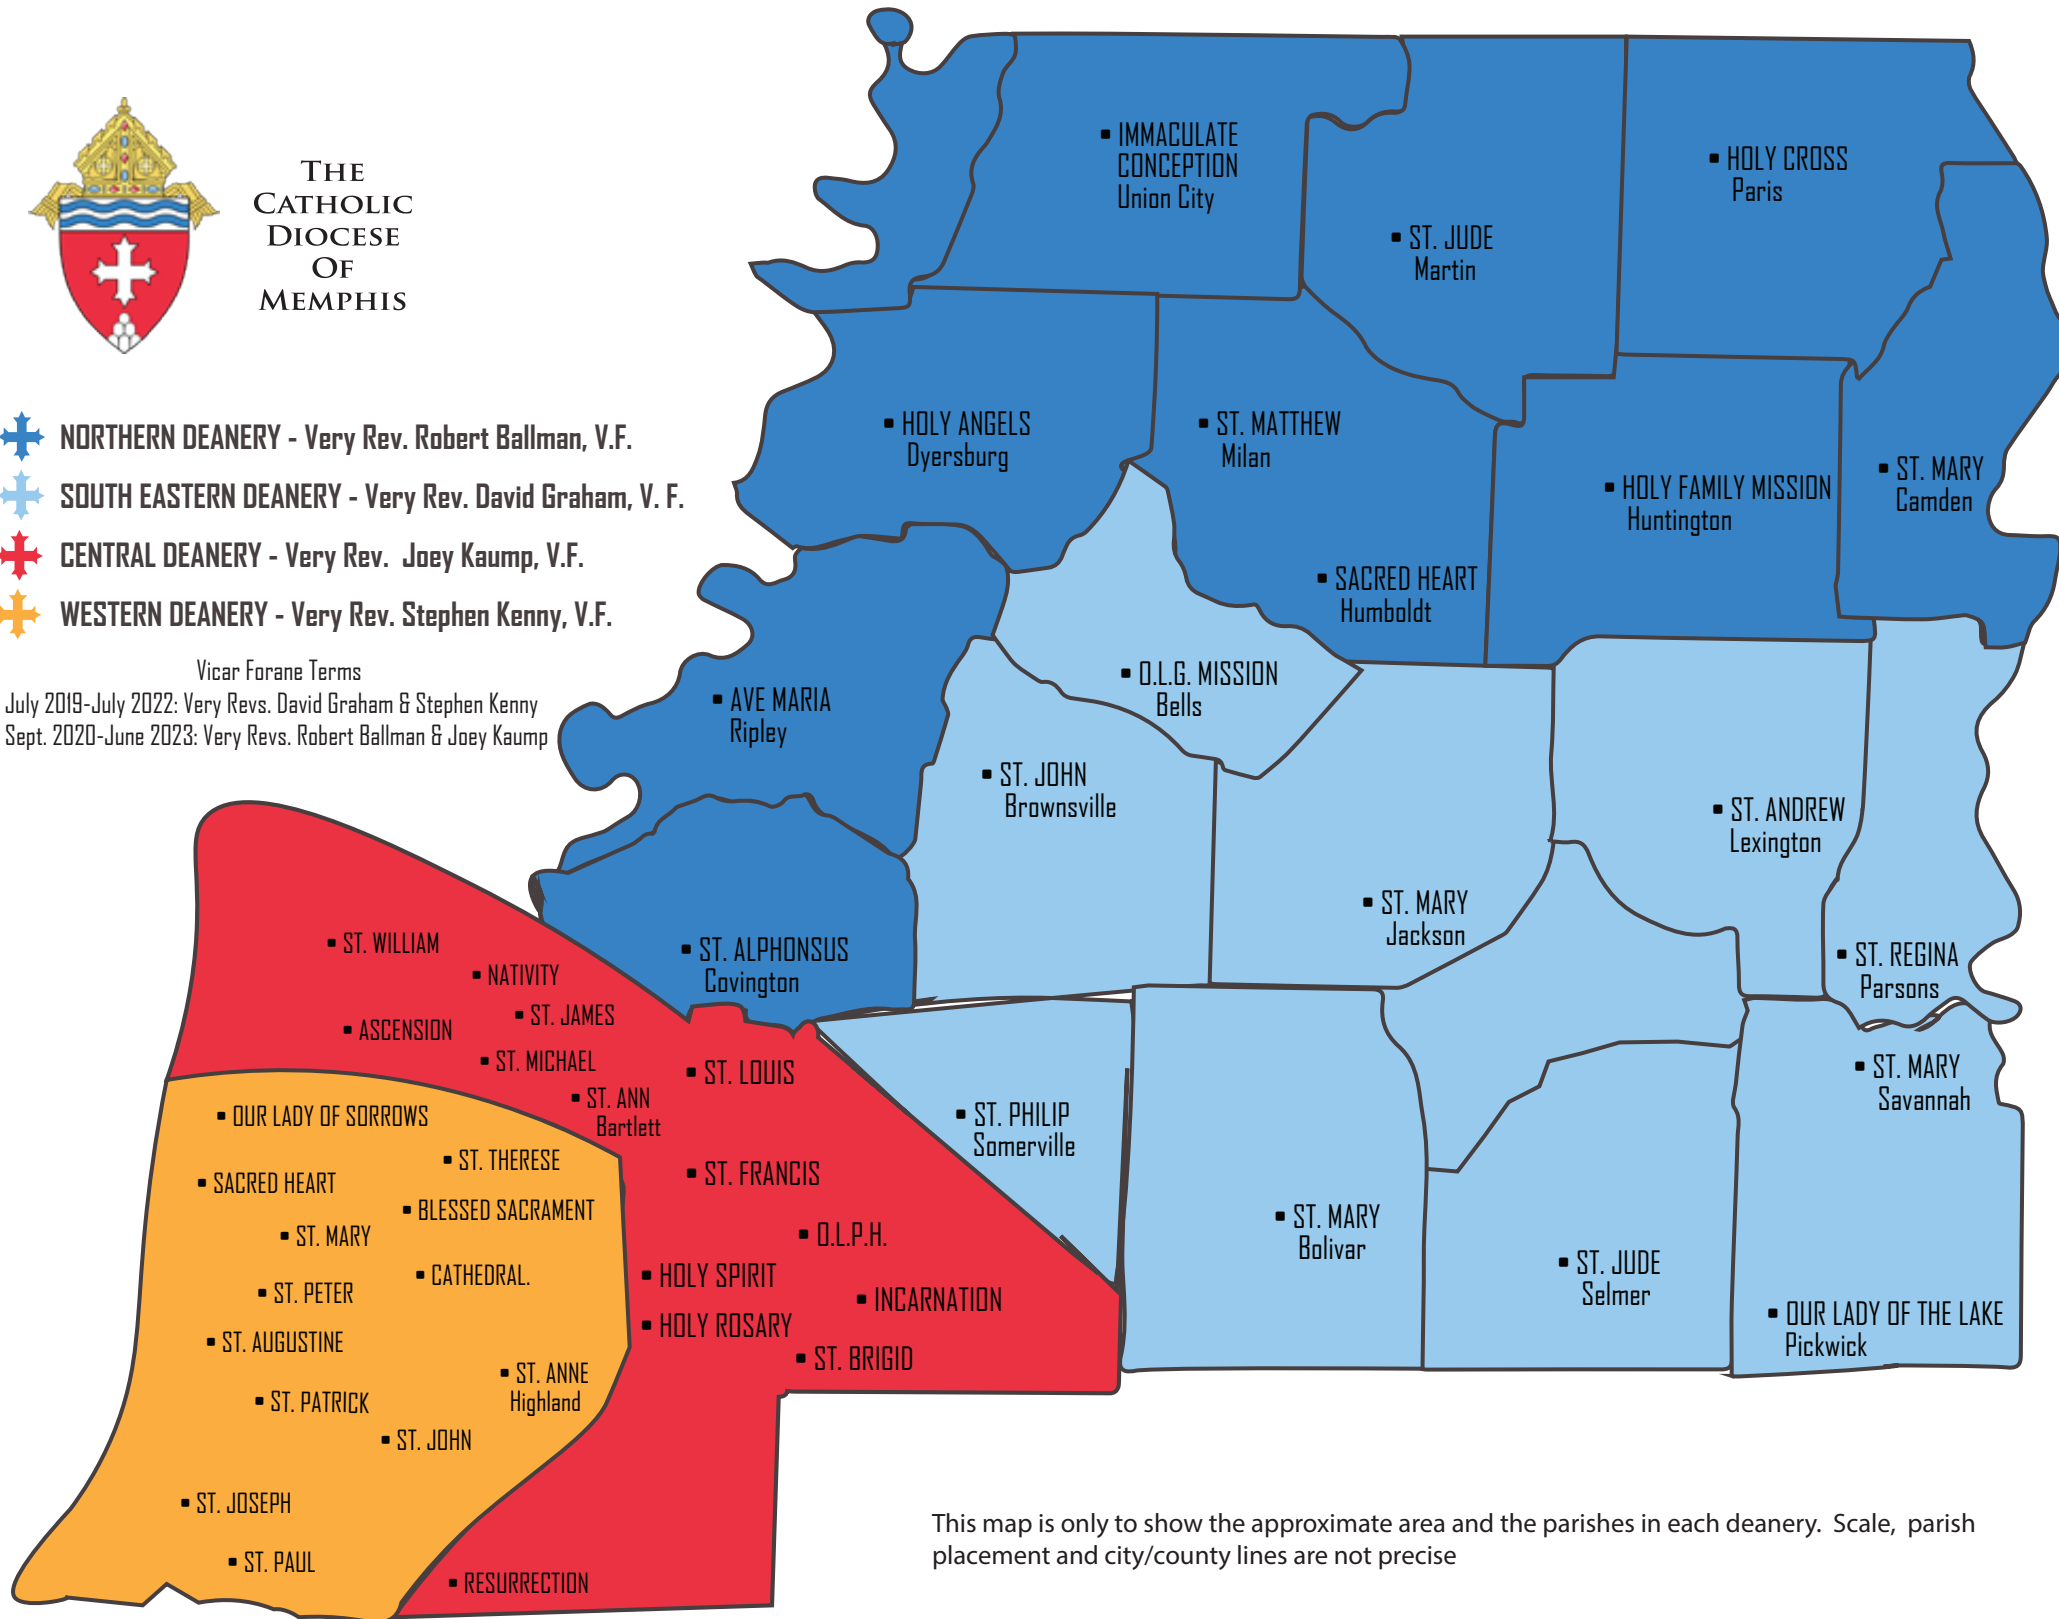 THE
CATHOLIC
DIOCESE
OF
MEMPHIS
NORTHERN DEANERY - Very Rev. Robert Ballman, V.F.
SOUTH EASTERN DEANERY - Very Rev. David Graham, V. F.
CENTRAL DEANERY - Very Rev. Joey Kaump, V.F.
WESTERN DEANERY - Very Rev. Stephen Kenny, V.F.
Vicar Forane Terms
July 2019-July 2022: Very Revs. David Graham & Stephen Kenny
Sept. 2020-June 2023: Very Revs. Robert Ballman & Joey Kaump
IMMACULATE
CONCEPTION
Union City
ST. JUDE
Martin
HOLY CROSS
Paris
HOLY ANGELS
Dyersburg
ST. MATTHEW
Milan
SACRED HEART
Humboldt
HOLY FAMILY MISSION
Huntington
ST. MARY
Camden
AVE MARIA
Ripley
O.L.G. MISSION
Bells
ST. JOHN
Brownsville
ST. MARY
Jackson
ST. ANDREW
Lexington
ST. REGINA
Parsons
ST. ALPHONSUS
Covington
ST. PHILIP
Somerville
ST. MARY
Bolivar
ST. JUDE
Selmer
ST. MARY
Savannah
OUR LADY OF THE LAKE
Pickwick
ST. WILLIAM
NATIVITY
ST. JAMES
ASCENSION
ST. MICHAEL
ST. ANN
Bartlett
ST. LOUIS
ST. FRANCIS
O.L.P.H.
HOLY SPIRIT
INCARNATION
HOLY ROSARY
ST. BRIGID
RESURRECTION
OUR LADY OF SORROWS
ST. THERESE
SACRED HEART
BLESSED SACRAMENT
ST. MARY
CATHEDRAL.
ST. PETER
ST. AUGUSTINE
ST. ANNE
Highland
ST. PATRICK
ST. JOHN
ST. JOSEPH
ST. PAUL
This map is only to show the approximate area and the parishes in each deanery. Scale, parish
placement and city/county lines are not precise